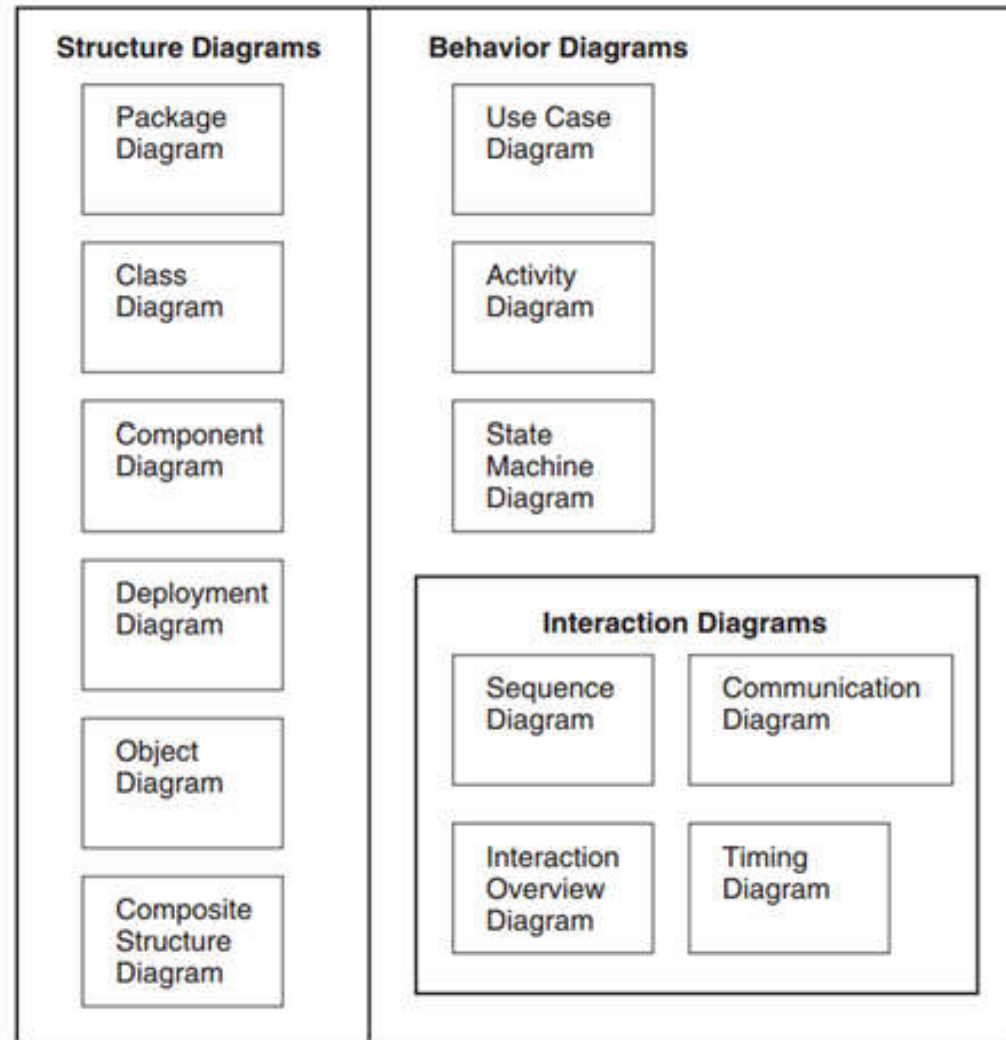 Structure Diagrams
Package
Diagram
Class
Diagram
Component
Diagram
Deployment
Diagram
Object
Diagram
Composite
Structure
Diagram
Behavior Diagrams
Use Case
Diagram
Activity
Diagram
State
Machine
Diagram
Interaction Diagrams
Sequence
Diagram
Communication
Diagram
Interaction
Overview
Diagram
Timing
Diagram